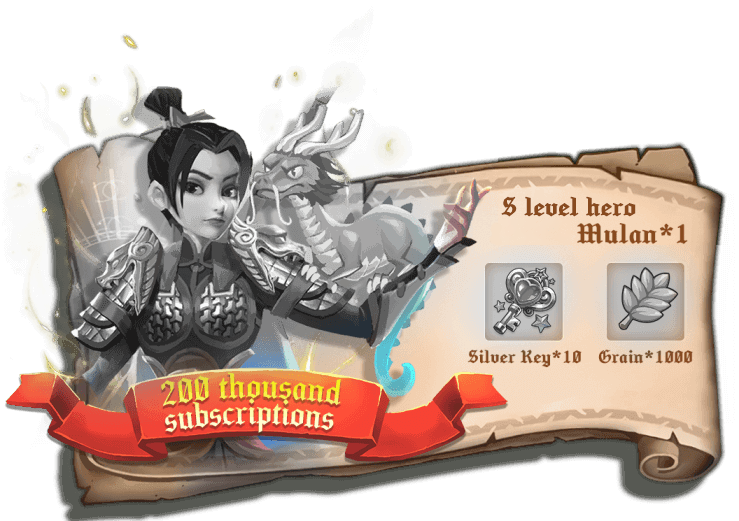 S level hero
Mulan*1
Silver Key*10 Grain*1000
200 thousand
subscriptions